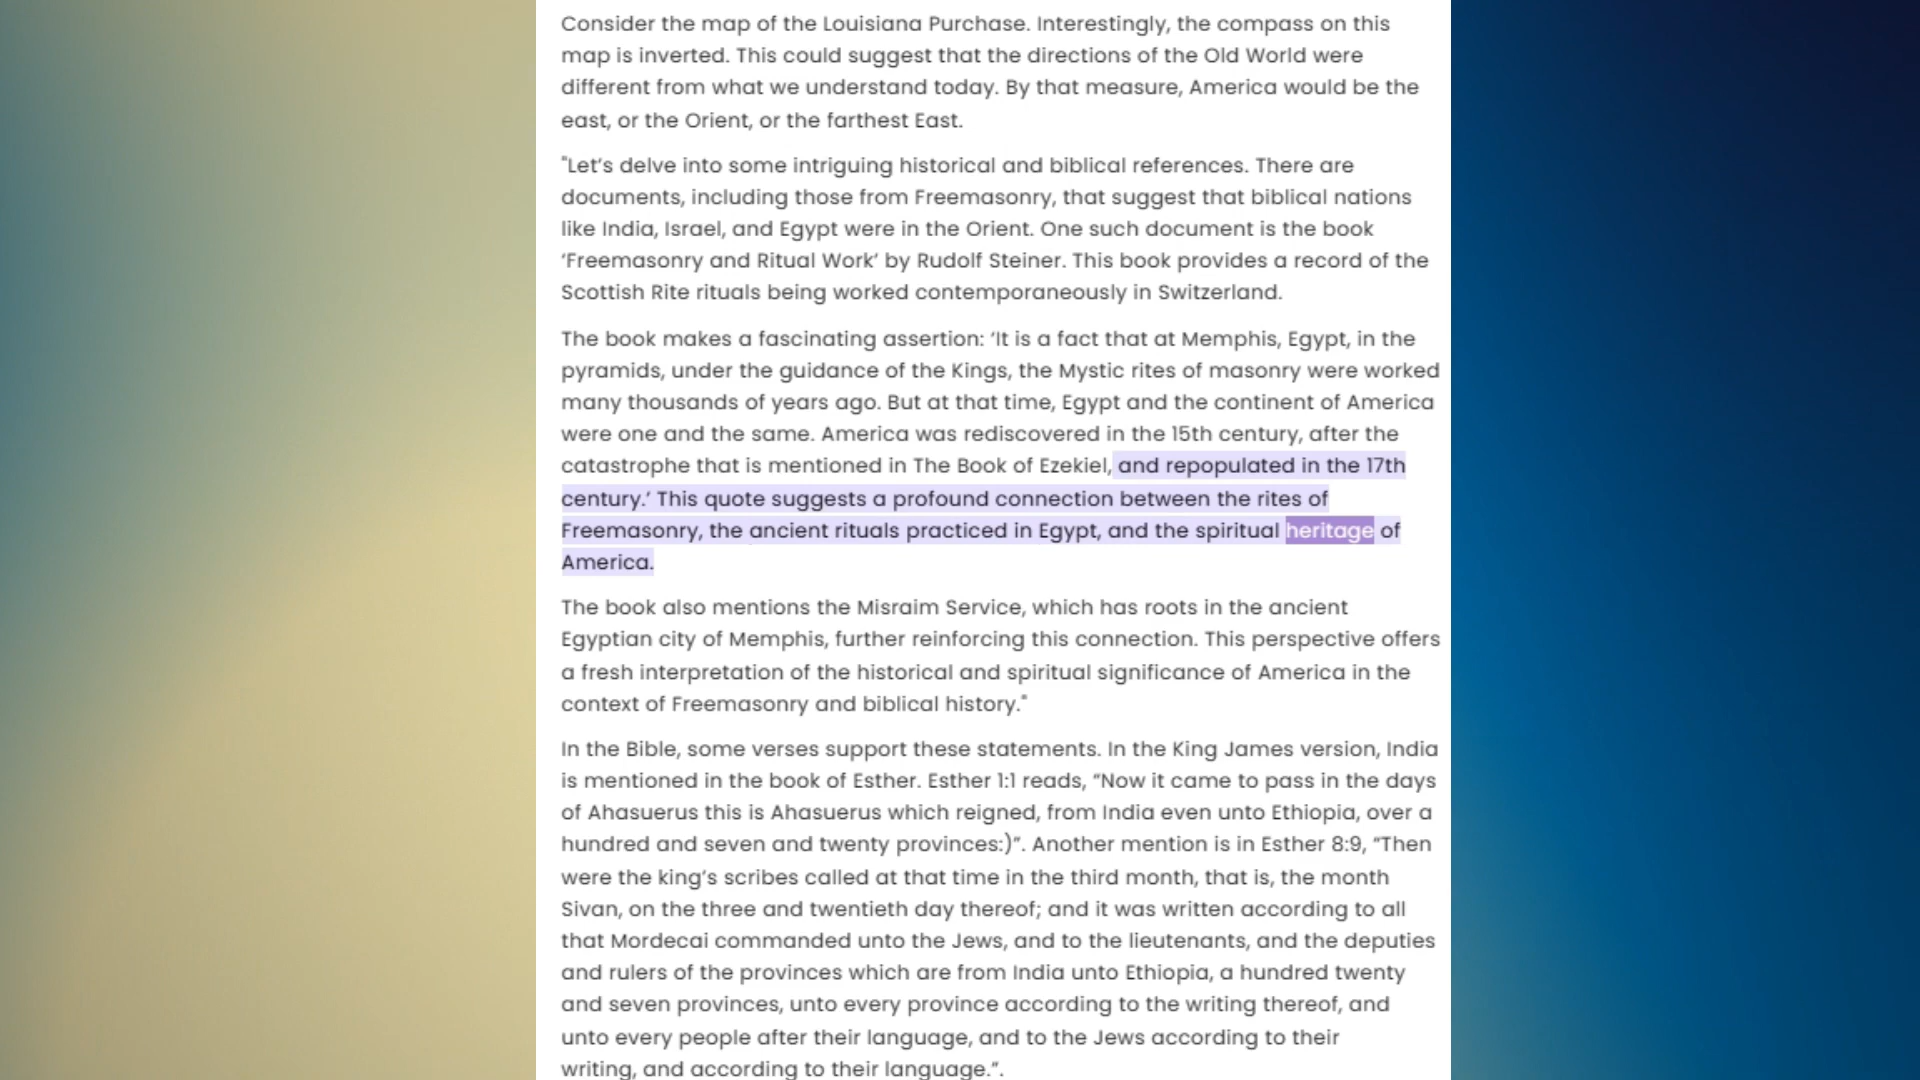 Consider the map of the Louisiana Purchase. Interestingly, the compass on this
map is inverted. This could suggest that the directions of the Old World were
different from what we understand today. By that measure, America would be the
east, or the Orient, or the farthest East.
"Let’s delve into some intriguing historical and biblical references. There are
documents, including those from Freemasonry, that suggest that biblical nations
like India, Israel, and Egypt were in the Orient. One such document is the book
‘Freemasonry and Ritual Work’ by Rudolf Steiner. This book provides a record of the
Scottish Rite rituals being worked contemporaneously in Switzerland.
The book makes a fascinating assertion: ‘It is a fact that at Memphis, Egypt, in the
pyramids, under the guidance of the Kings, the Mystic rites of masonry were worked
many thousands of years ago. But at that time, Egypt and the continent of America
were one and the same. America was rediscovered in the 15th century, after the
catastrophe that is mentioned in The Book of Ezekiel, and repopulated in the 17th
century.’ This quote suggests a profound connection between the rites of
Freemasonry, the ancient rituals practiced in Egypt, and the spiritual heritage of
America.
The book also mentions the Misraim Service, which has roots in the ancient
Egyptian city of Memphis, further reinforcing this connection. This perspective offers
a fresh interpretation of the historical and spiritual significance of America in the
context of Freemasonry and biblical history."
In the Bible, some verses support these statements. In the King James version, India
is mentioned in the book of Esther. Esther 1:1 reads, “Now it came to pass in the days
of Ahasuerus this is Ahasuerus which reigned, from India even unto Ethiopia, over a
hundred and seven and twenty provinces:)”. Another mention is in Esther 8:9, “Then
were the king’s scribes called at that time in the third month, that is, the month
Sivan, on the three and twentieth day thereof; and it was written according to all
that Mordecai commanded unto the Jews, and to the lieutenants, and the deputies
and rulers of the provinces which are from India unto Ethiopia, a hundred twenty
and seven provinces, unto every province according to the writing thereof, and
unto every people after their language, and to the Jews according to their
writing, and according to their language.”.